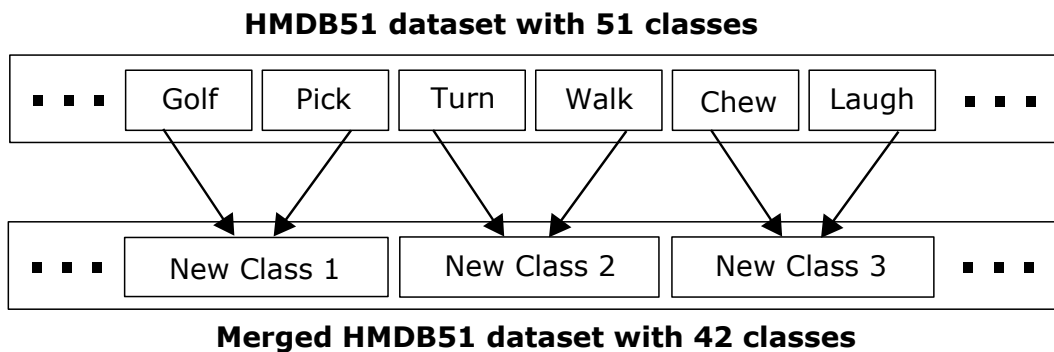 HMDB51 dataset with 51 classes
Golf Pick Turn Walk Chew Laugh
New Class 1 New Class 2 New Class 3
Merged HMDB51 dataset with 42 classes